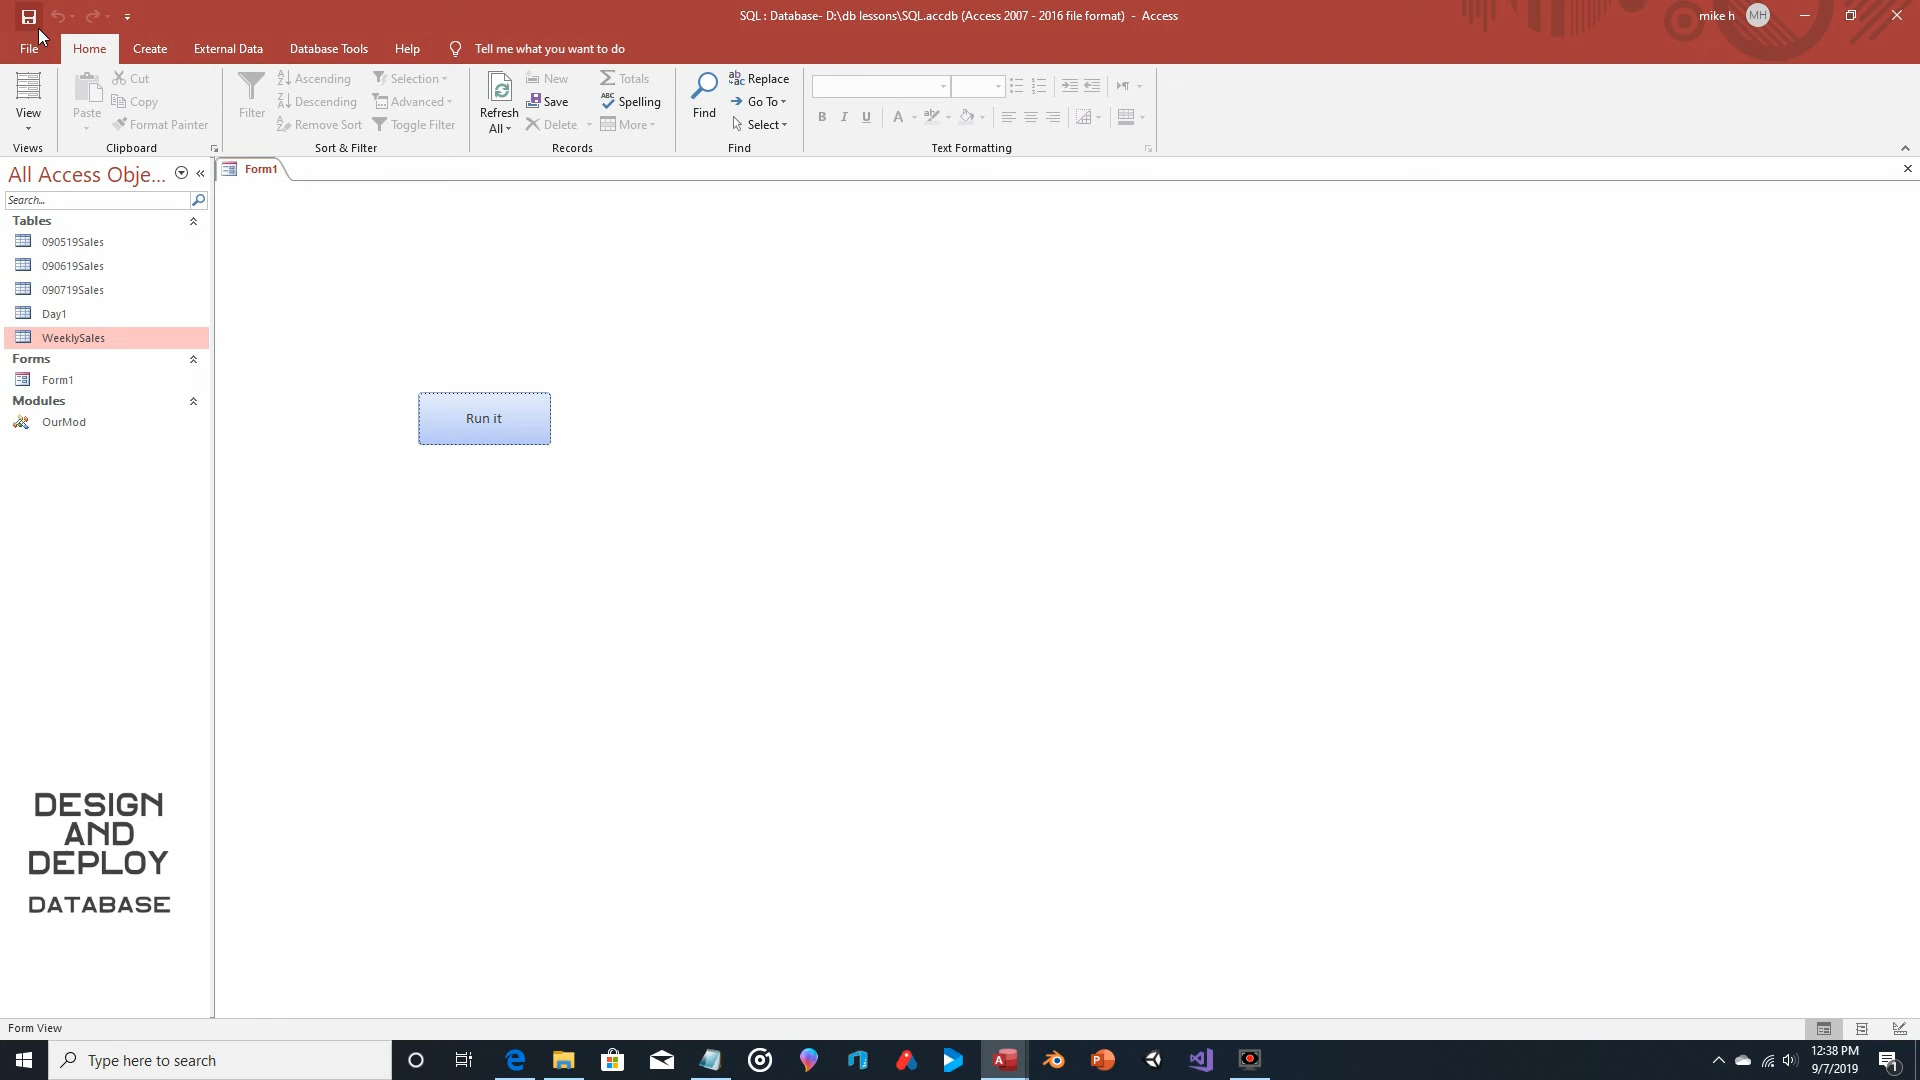 SQL : Database- D:\db lessons\SQL.accdb (Access 2007 - 2016 file format) - Access
mike h
MH
File
Home
Create
External Data
Database Tools
Help
Tell me what you want to do
View
Views
Paste
Cut
Copy
Format Painter
Clipboard
Filter
Ascending
Descending
Remove Sort
Selection
Advanced
Toggle Filter
Sort & Filter
Refresh
All
New
Save
Delete
Totals
Spelling
More
Records
Find
Replace
Go To
Select
Find
B I U
A
Text Formatting
All Access Obje...
Search...
Tables
090519Sales
090619Sales
090719Sales
Day1
WeeklySales
Forms
Form1
Modules
OurMod
Form1
Run it
DESIGN
AND
DEPLOY
DATABASE
Form View
Type here to search
12:38 PM
9/7/2019
1